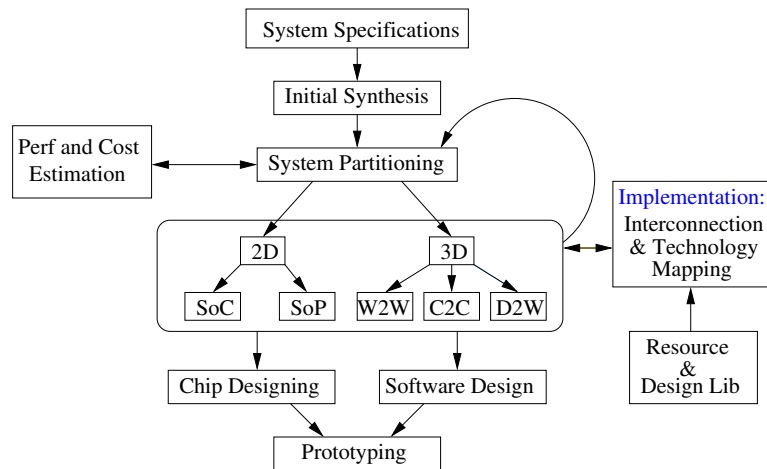 System Specifications
Initial Synthesis
Perf and Cost
Estimation
System Partitioning
Implementation:
Interconnection
& Technology
Mapping
2D
3D
SoC
SoP
W2W
C2C
D2W
Resource
&
Design Lib
Chip Designing
Software Design
Prototyping